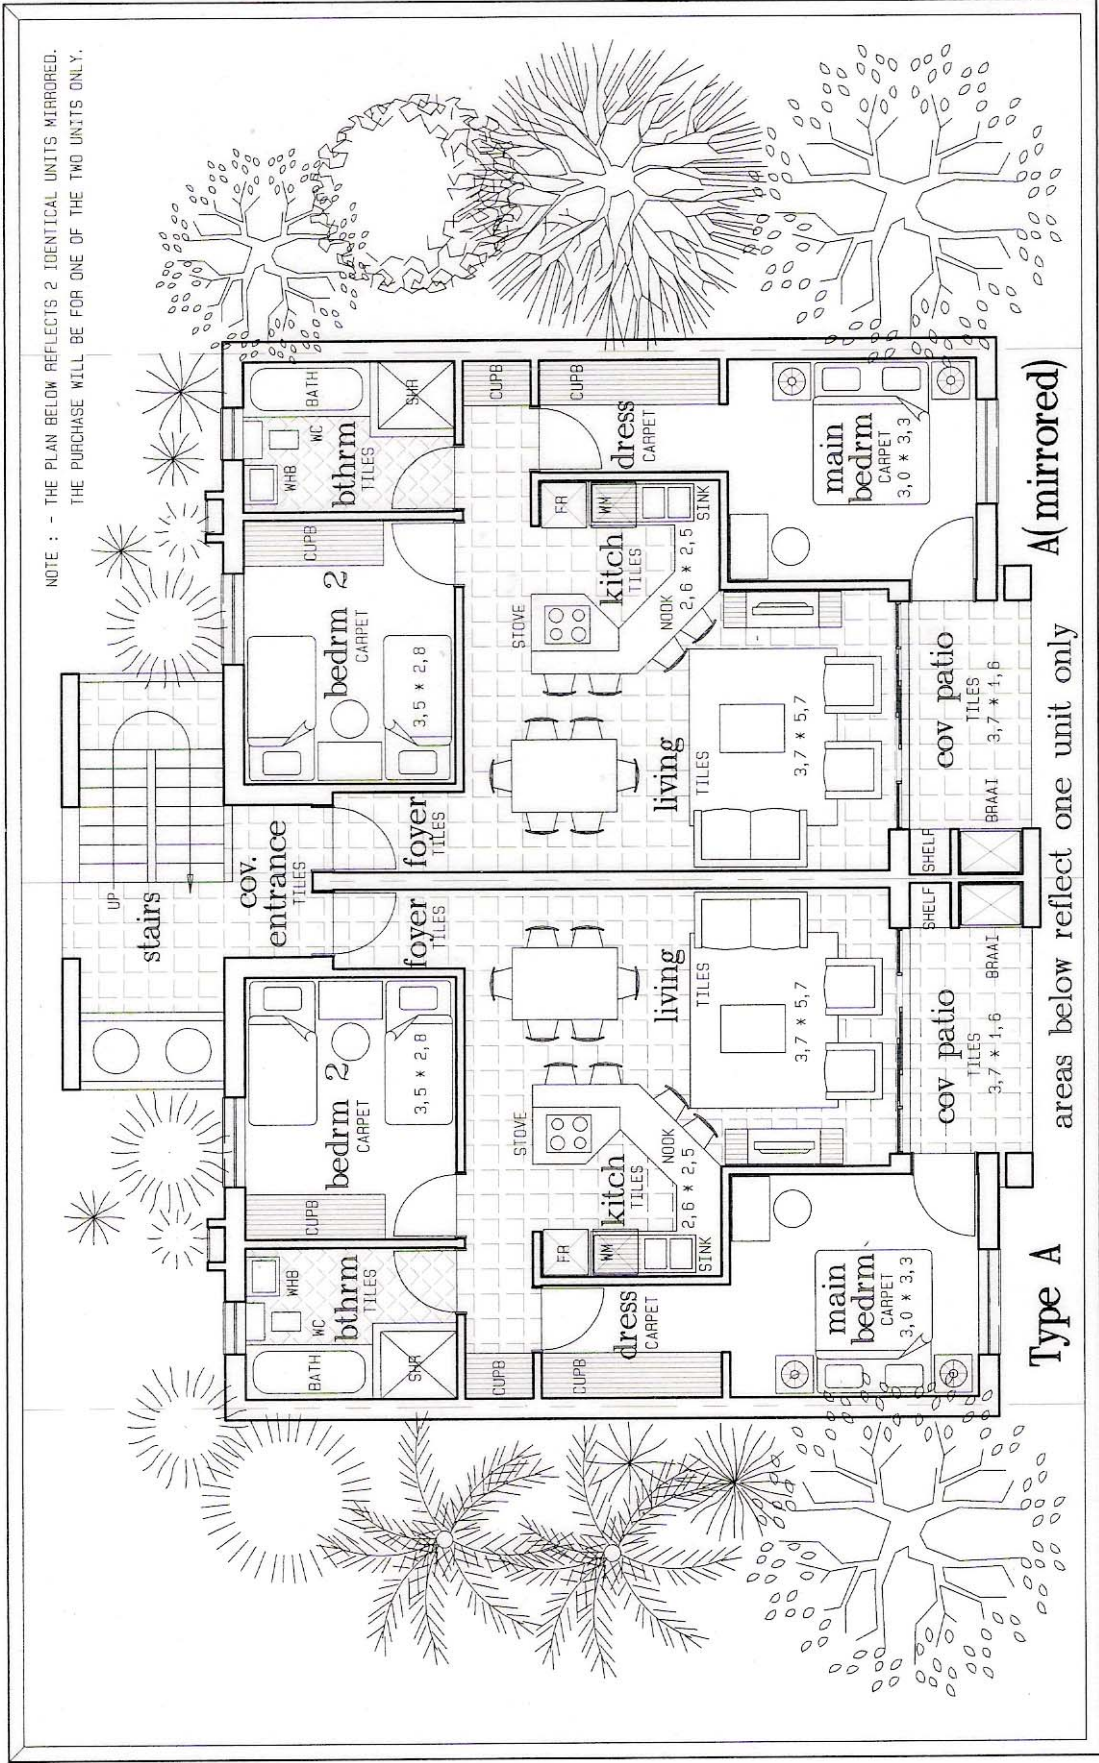 NOTE : - THE PLAN BELOW REFLECTS 2 IDENTICAL UNITS MIRRORED.
THE PURCHASE WILL BE FOR ONE OF THE TWO UNITS ONLY.
UP
stairs
cov.
entrance
TILES
BATH
WC
SHR
WHB
bthrm
TILES
CUPB
bedrm 2
CARPET
3,5 * 2,8
foyer
TILES
foyer
TILES
bedrm 2
CARPET
3,5 * 2,8
CUPB
WHB
WC
bthrm
TILES
BATH
SHR
CUPB
CUPB
dress
CARPET
FR
WM
SINK
kitch
TILES
2,6 * 2,5
NOOK
STOVE
living
TILES
3,7 * 5,7
living
TILES
3,7 * 5,7
STOVE
kitch
TILES
2,6 * 2,5
NOOK
FR
WM
SINK
dress
CARPET
CUPB
CUPB
main
bedrm
CARPET
3,0 * 3,3
cov patio
TILES
3,7 * 1,6
BRAAI
SHELF
SHELF
BRAAI
cov patio
TILES
3,7 * 1,6
main
bedrm
CARPET
3,0 * 3,3
Type A
A(mirrored)
areas below reflect one unit only